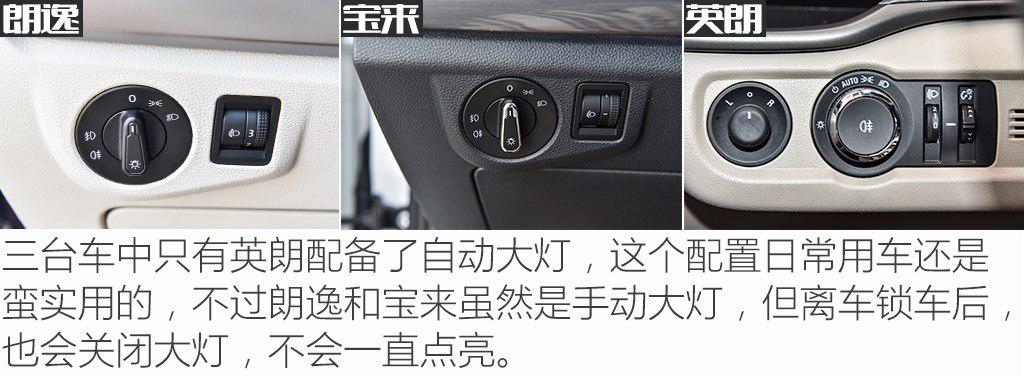 朗逸 宝来 英朗
O
3
O
L O R
AUTO
三台车中只有英朗配备了自动大灯，这个配置日常用车还是
蛮实用的，不过朗逸和宝来虽然是手动大灯，但离车锁车后，
也会关闭大灯，不会一直点亮。